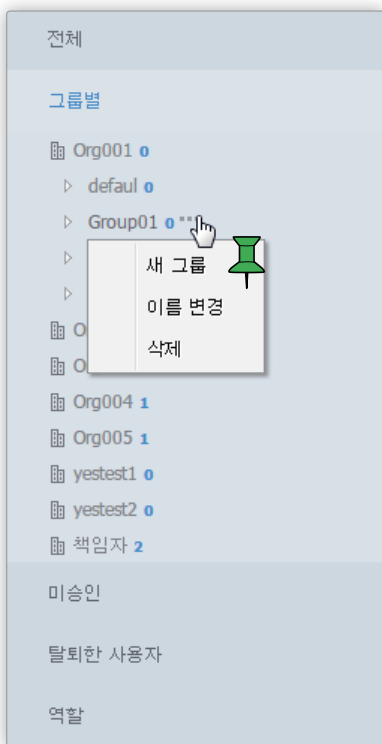 전체
그룹별
Org001 0
defaul 0
Group01 0
새 그룹
이름 변경
삭제
Org004 1
Org005 1
yestest1 0
yestest2 0
책임자 2
미승인
탈퇴한 사용자
역할